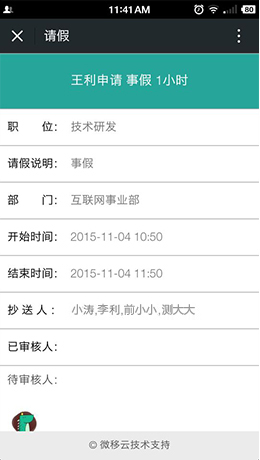 11:41 AM
80
请假
王利申请 事假 1小时
职 位: 技术研发
请假说明: 事假
部 门: 互联网事业部
开始时间: 2015-11-04 10:50
结束时间: 2015-11-04 11:50
抄 送 人 : 小涛,李利,前小小,测大大
已审核人:
待审核人:
© 微移云技术支持